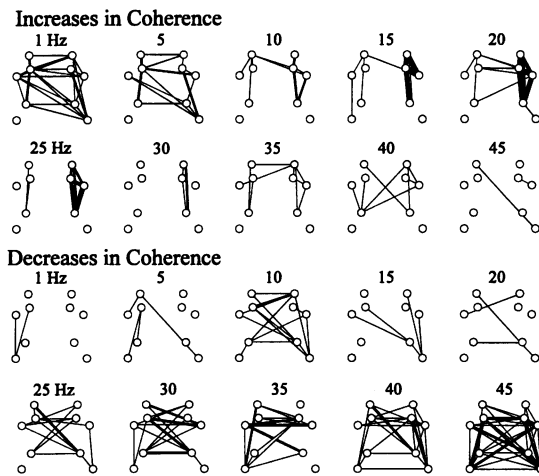 Increases in Coherence
1 Hz 5 10 15 20
25 Hz 30 35 40 45
Decreases in Coherence
1 Hz 5 10 15 20
25 Hz 30 35 40 45